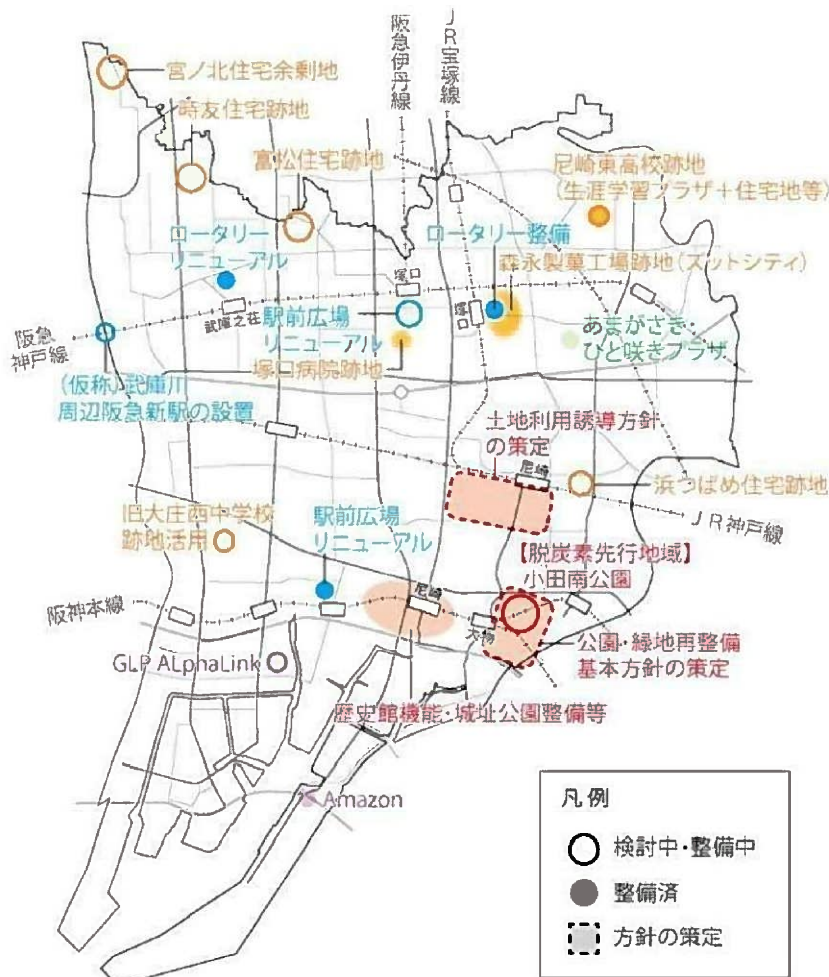 阪急伊丹線
JR宝塚線
宮ノ北住宅余剰地
時友住宅跡地
富松住宅跡地
尼崎東高校跡地
(生涯学習プラザ+住宅地等)
ロータリー
リニューアル
ロータリー整備
森永製菓工場跡地(ズットシティ)
塚口
塚口
武庫之荘
駅前広場
リニューアル
阪急
神戸線
あまがさき・
ひと咲きプラザ
塚口病院跡地
(仮称)武庫川
周辺阪急新駅の設置
土地利用誘導方針
の策定
尼崎
浜つばめ住宅跡地
JR神戸線
旧大庄西中学校
跡地活用
駅前広場
リニューアル
【脱炭素先行地域】
小田南公園
阪神本線
尼崎
大物
公園・緑地再整備
基本方針の策定
GLP ALphaLink
歴史館機能・城址公園整備等
Amazon
凡例
検討中・整備中
整備済
方針の策定